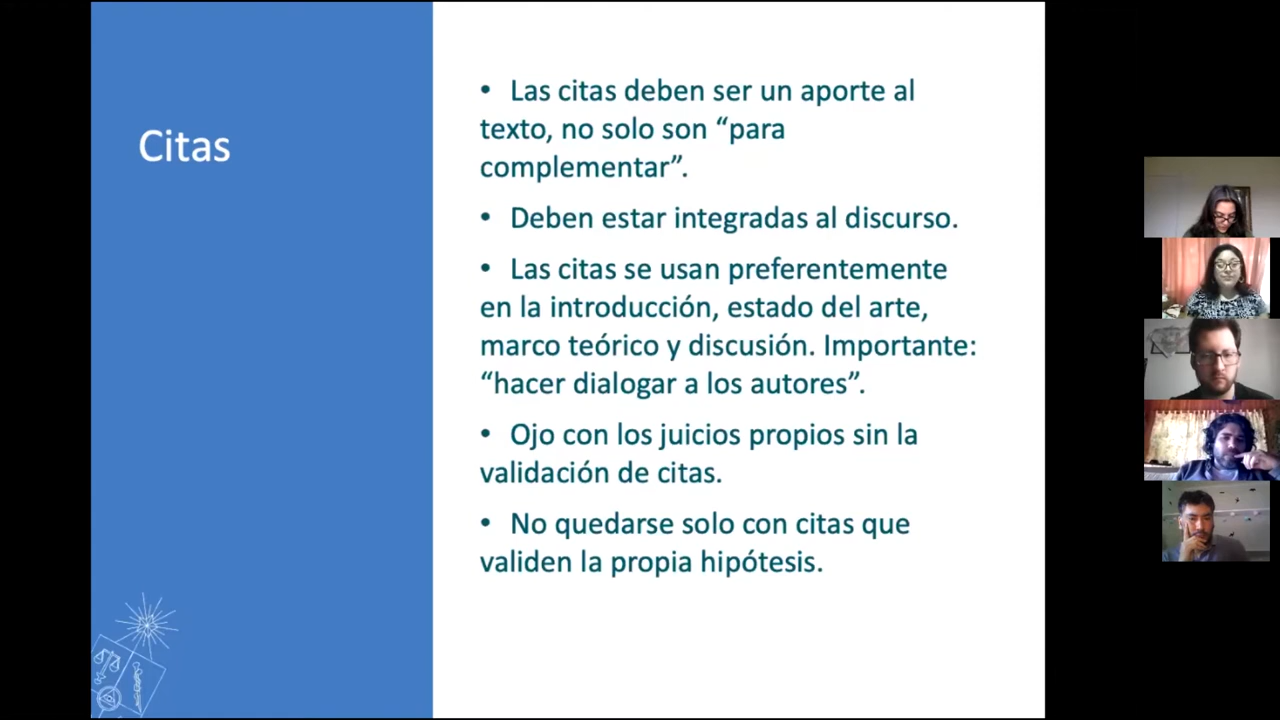 Citas
• Las citas deben ser un aporte al
texto, no solo son “para
complementar”.
• Deben estar integradas al discurso.
• Las citas se usan preferentemente
en la introducción, estado del arte,
marco teórico y discusión. Importante:
“hacer dialogar a los autores”.
• Ojo con los juicios propios sin la
validación de citas.
• No quedarse solo con citas que
validen la propia hipótesis.